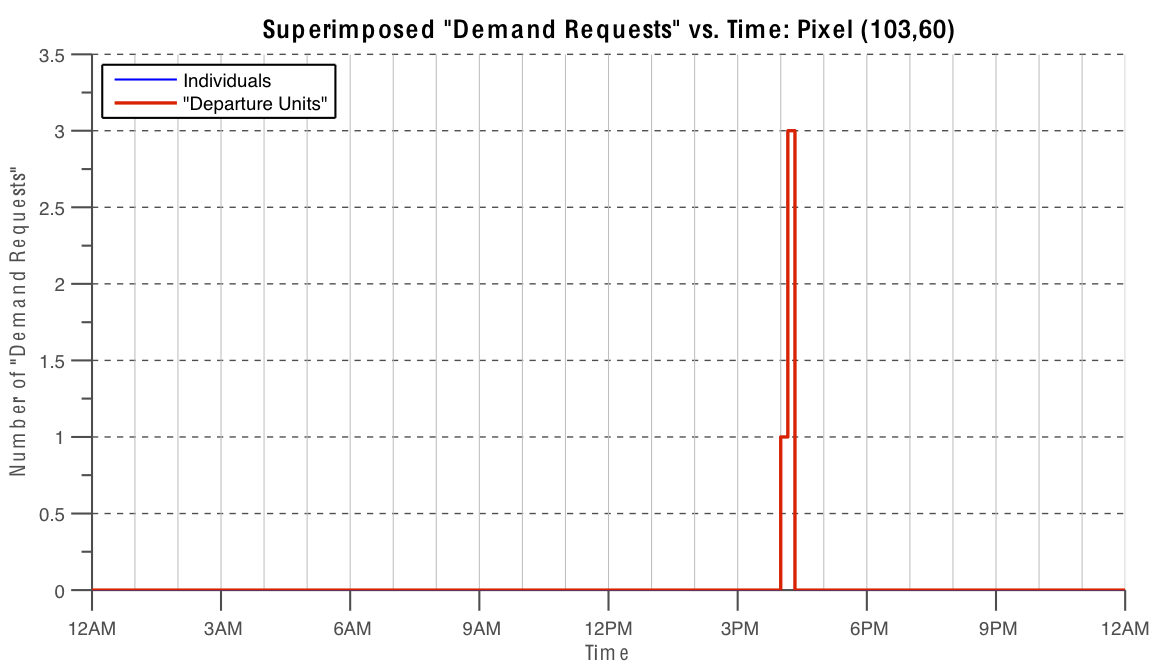 Superimposed "Demand Requests" vs. Time: Pixel (103,60)
3.5
Individuals
"Departure Units"
3
2.5
2
1.5
1
0.5
0
Number of "Demand Requests"
12AM 3AM 6AM 9AM 12PM 3PM 6PM 9PM 12AM
Time